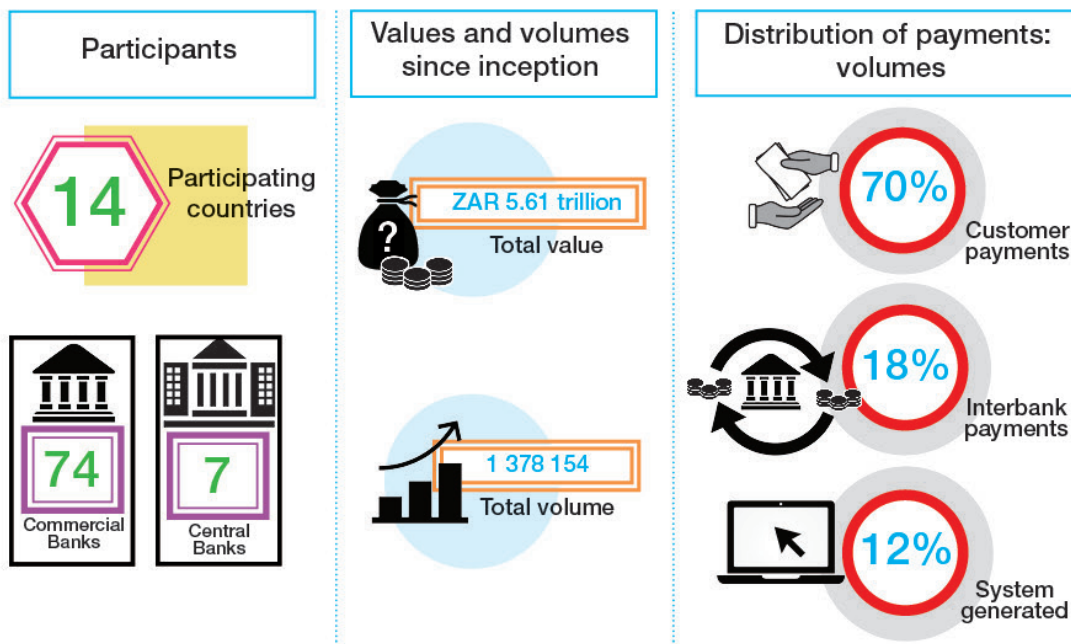 Participants
14
Participating
countries
74
Commercial
Banks
7
Central
Banks
Values and volumes
since inception
?
ZAR 5.61 trillion
Total value
1 378 154
Total volume
Distribution of payments:
volumes
70%
Customer
payments
18%
Interbank
payments
12%
System
generated